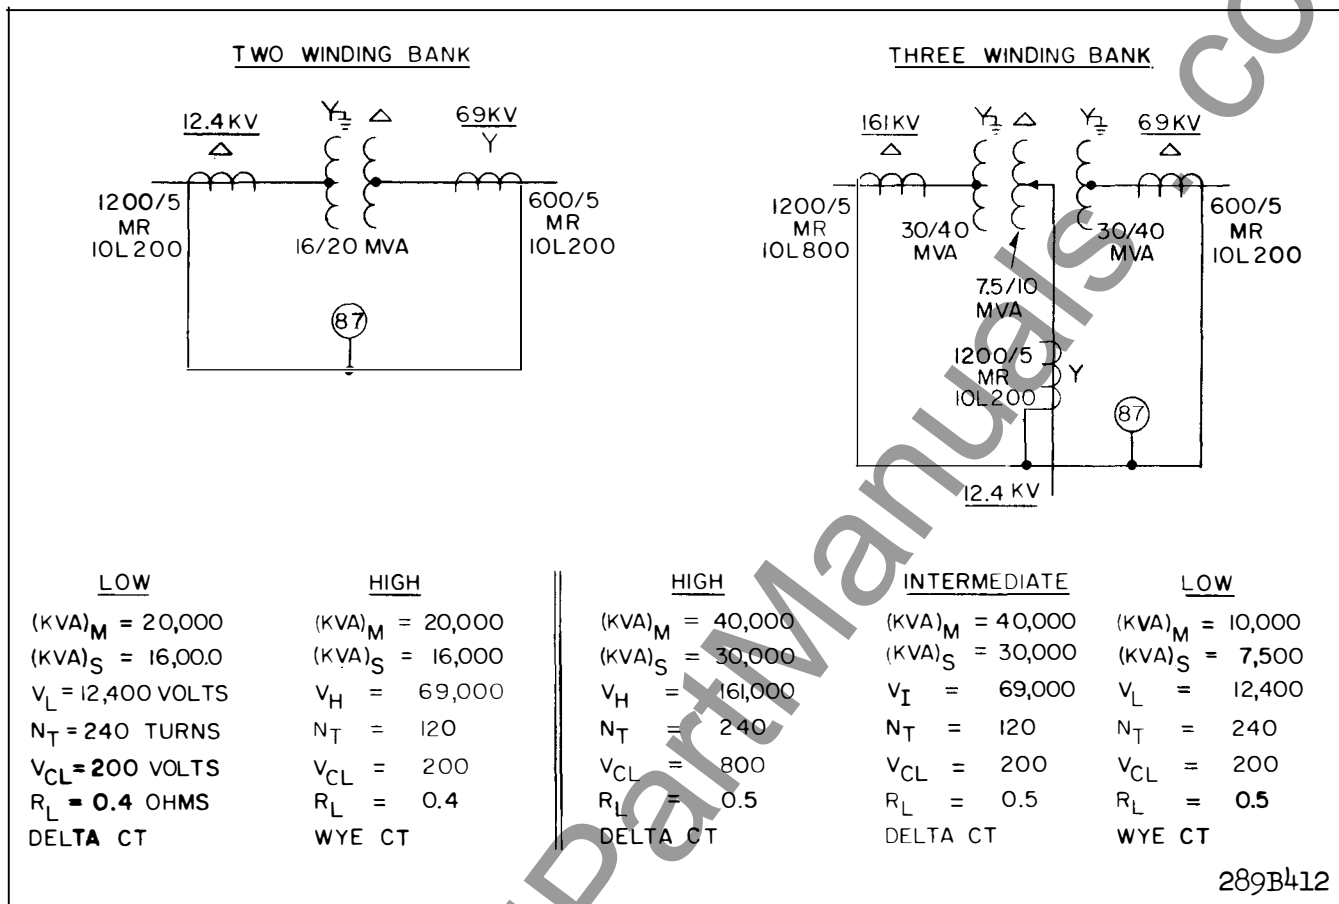 TWO WINDING BANK
12.4KV
Y
△
69KV
△
Y
1200/5
MR
10L200
16/20 MVA
600/5
MR
10L200
87
THREE WINDING BANK
161KV
Y
△
Y
69KV
△
△
1200/5
MR
10L800
30/40
MVA
30/40
MVA
600/5
MR
10L200
7.5/10
MVA
1200/5
MR
10L200
Y
87
12.4 KV
LOW
(KVA)M = 20,000
(KVA)S = 16,00.0
VL = 12,400 VOLTS
NT = 240 TURNS
VCL = 200 VOLTS
RL = 0.4 OHMS
DELTA CT
HIGH
(KVA)M = 20,000
(KVA)S = 16,000
VH = 69,000
NT = 120
VCL = 200
RL = 0.4
WYE CT
HIGH
(KVA)M = 40,000
(KVA)S = 30,000
VH = 161,000
NT = 240
VCL = 800
RL = 0.5
DELTA CT
INTERMEDIATE
(KVA)M = 40,000
(KVA)S = 30,000
VI = 69,000
NT = 120
VCL = 200
RL = 0.5
DELTA CT
LOW
(KVA)M = 10,000
(KVA)S = 7,500
VL = 12,400
NT = 240
VCL = 200
RL = 0.5
WYE CT
289B412
PartManuals.co